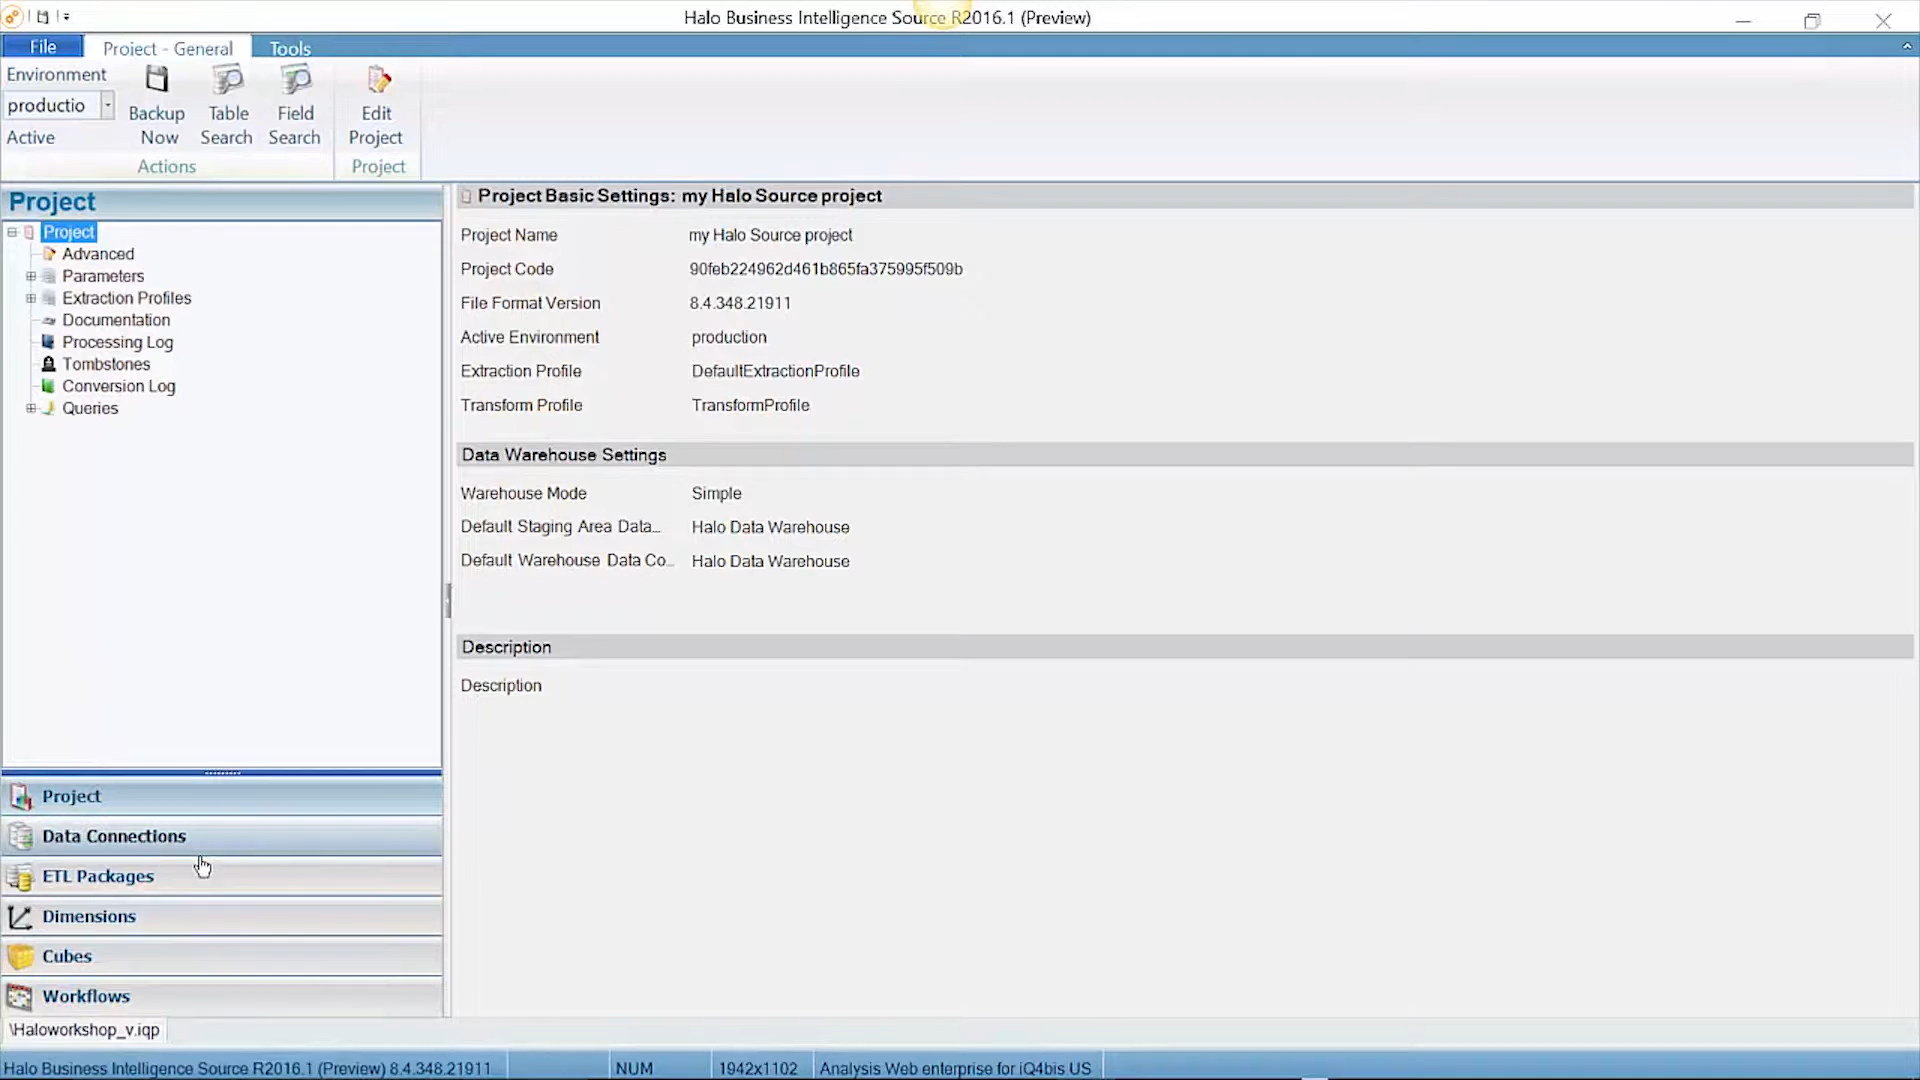 Halo Business Intelligence Source R2016.1 (Preview)
File
Project - General
Tools
Environment
productio
Active
Backup Now
Table Search
Field Search
Edit Project
Actions
Project
Project
Project
Advanced
Parameters
Extraction Profiles
Documentation
Processing Log
Tombstones
Conversion Log
Queries
Project Basic Settings: my Halo Source project
Project Name my Halo Source project
Project Code 90feb224962d461b865fa375995f509b
File Format Version 8.4.348.21911
Active Environment production
Extraction Profile DefaultExtractionProfile
Transform Profile TransformProfile
Data Warehouse Settings
Warehouse Mode Simple
Default Staging Area Data... Halo Data Warehouse
Default Warehouse Data Co... Halo Data Warehouse
Description
Description
Project
Data Connections
ETL Packages
Dimensions
Cubes
Workflows
\Haloworkshop_v.iqp
Halo Business Intelligence Source R2016.1 (Preview) 8.4.348.21911
NUM
1942x1102
Analysis Web enterprise for iQ4bis US